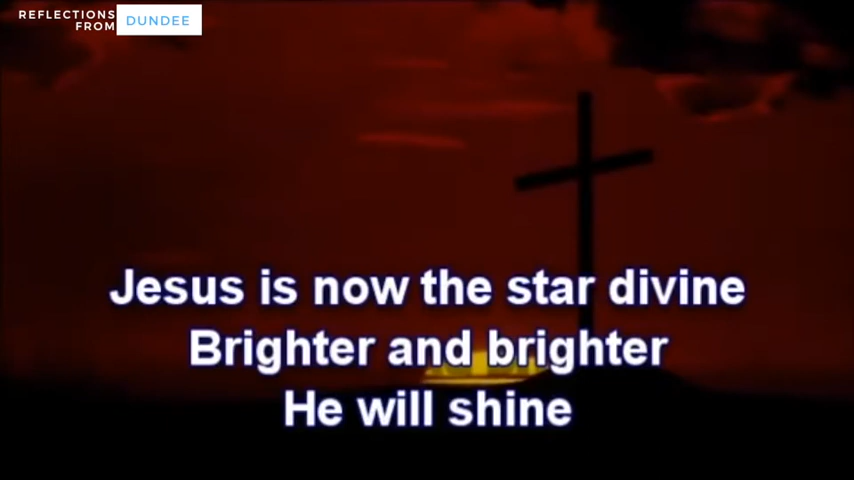 REFLECTIONS
FROM DUNDEE
Jesus is now the star divine
Brighter and brighter
He will shine